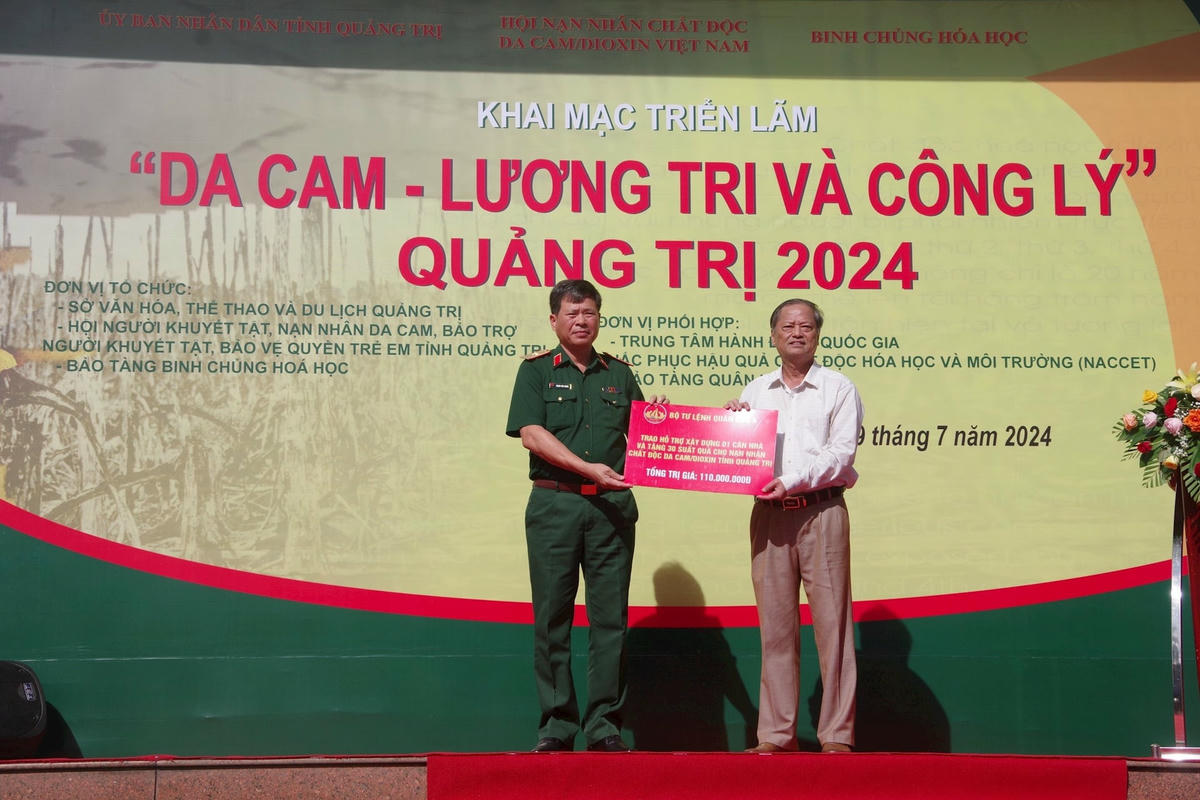 ỦY BAN NHÂN DÂN TỈNH QUẢNG TRỊ
HỘI NẠN NHÂN CHẤT ĐỘC
DA CAM/DIOXIN VIỆT NAM
BINH CHỦNG HÓA HỌC
KHAI MẠC TRIỂN LÃM
“DA CAM - LƯƠNG TRI VÀ CÔNG LÝ”
QUẢNG TRỊ 2024
ĐƠN VỊ TỔ CHỨC:
- SỞ VĂN HÓA, THỂ THAO VÀ DU LỊCH QUẢNG TRỊ
- HỘI NGƯỜI KHUYẾT TẬT, NẠN NHÂN DA CAM, BẢO TRỢ
NGƯỜI KHUYẾT TẬT, BẢO VỆ QUYỀN TRẺ EM TỈNH QUẢNG TRỊ
- BẢO TÀNG BINH CHỦNG HOÁ HỌC
ĐƠN VỊ PHỐI HỢP:
- TRUNG TÂM HÀNH QUỐC GIA
PHỤC HẬU QUẢ ĐỘC HÓA HỌC VÀ MÔI TRƯỜNG (NACCET)
TÀNG QUÂN
9 tháng 7 năm 2024
BỘ TƯ LỆNH QUÂN
TRAO HỖ TRỢ XÂY DỰNG 01 CĂN NHÀ
VÀ TẶNG 30 SUẤT QUÀ CHO NẠN NHÂN
CHẤT ĐỘC DA CAM/DIOXIN TỈNH QUẢNG TRỊ
TỔNG TRỊ GIÁ: 110.000.000Đ